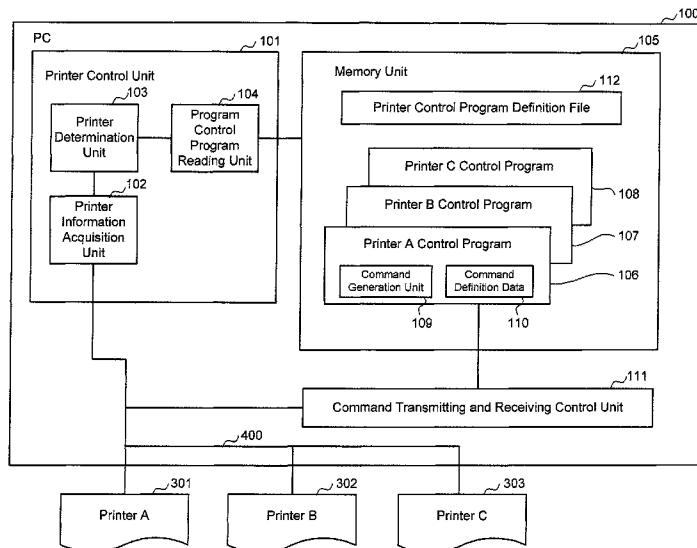 100
PC
101
105
Printer Control Unit
Memory Unit
103
104
112
Printer
Determination
Unit
Program
Control
Program
Reading Unit
Printer Control Program Definition File
102
Printer C Control Program
108
Printer
Information
Acquisition
Unit
Printer B Control Program
107
Printer A Control Program
106
Command
Generation Unit
Command
Definition Data
109
110
111
Command Transmitting and Receiving Control Unit
400
301
302
303
Printer A
Printer B
Printer C